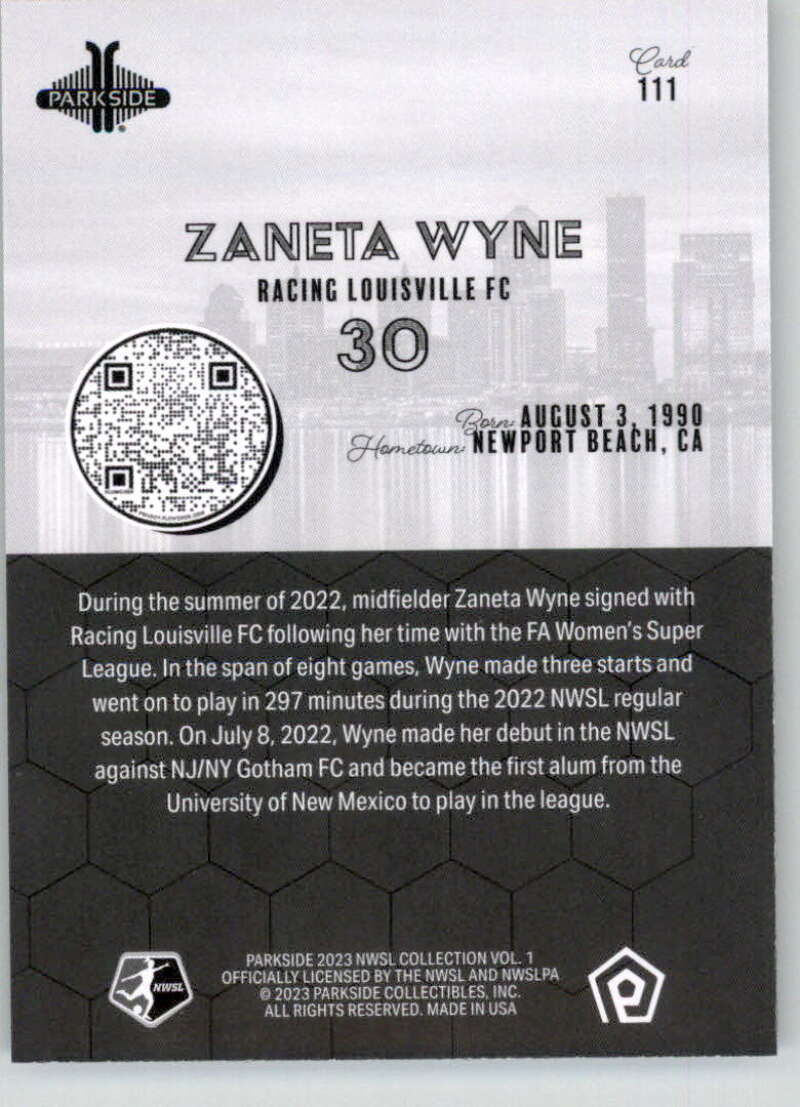 PARKSIDE
Card
111
ZANETA WYNE
RACING LOUISVILLE FC
30
Born: AUGUST 3, 1990
Hometown: NEWPORT BEACH, CA
During the summer of 2022, midfielder Zaneta Wyne signed with
Racing Louisville FC following her time with the FA Women's Super
League. In the span of eight games, Wyne made three starts and
went on to play in 297 minutes during the 2022 NWSL regular
season. On July 8, 2022, Wyne made her debut in the NWSL
against NJ/NY Gotham FC and became the first alum from the
University of New Mexico to play in the league.
NWSL
PARKSIDE 2023 NWSL COLLECTION VOL. 1
OFFICIALLY LICENSED BY THE NWSL AND NWSLPA
© 2023 PARKSIDE COLLECTIBLES, INC.
ALL RIGHTS RESERVED. MADE IN USA